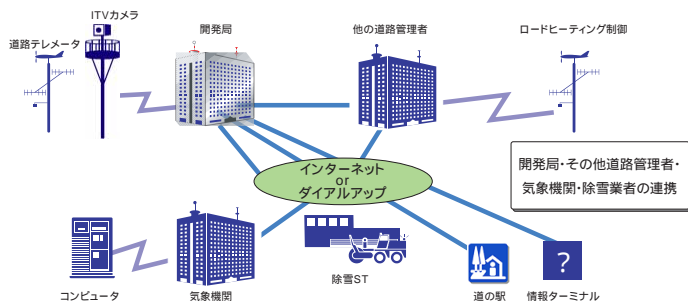 ITVカメラ
道路テレメータ
開発局
他の道路管理者
ロードヒーティング制御
開発局・その他道路管理者・
気象機関・除雪業者の連携
インターネット
or
ダイアルアップ
?
コンピュータ
気象機関
除雪ST
道の駅
情報ターミナル